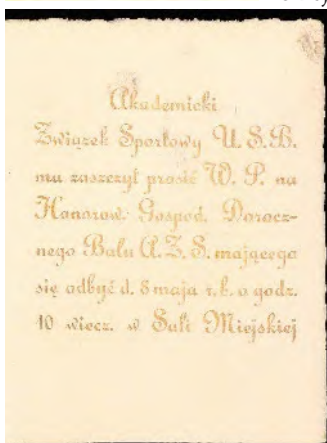 Akademicki
Związek Sportowy U. S. B.
ma zaszczyt prosić W. P. na
Honorow. Gospod. Dorocz-
nego Balu A. Z. S. mającego
się odbyć d. 8 maja r. b. o godz.
10 wiecz. w Sali Miejskiej